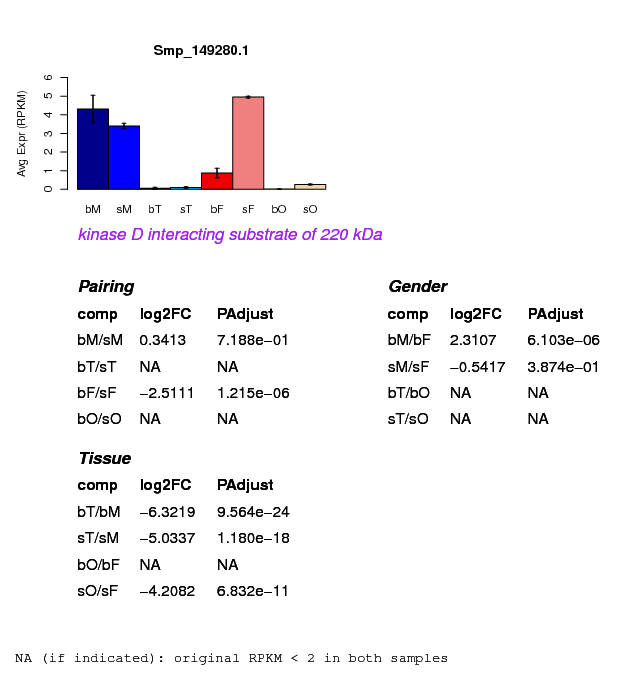 Smp_149280.1
Avg Expr (RPKM)
6
5
4
3
2
1
0
bM sM bT sT bF sF bO sO
kinase D interacting substrate of 220 kDa
Pairing
comp log2FC PAdjust
bM/sM 0.3413 7.188e−01
bT/sT NA NA
bF/sF −2.5111 1.215e−06
bO/sO NA NA
Gender
comp log2FC PAdjust
bM/bF 2.3107 6.103e−06
sM/sF −0.5417 3.874e−01
bT/bO NA NA
sT/sO NA NA
Tissue
comp log2FC PAdjust
bT/bM −6.3219 9.564e−24
sT/sM −5.0337 1.180e−18
bO/bF NA NA
sO/sF −4.2082 6.832e−11
NA (if indicated): original RPKM < 2 in both samples